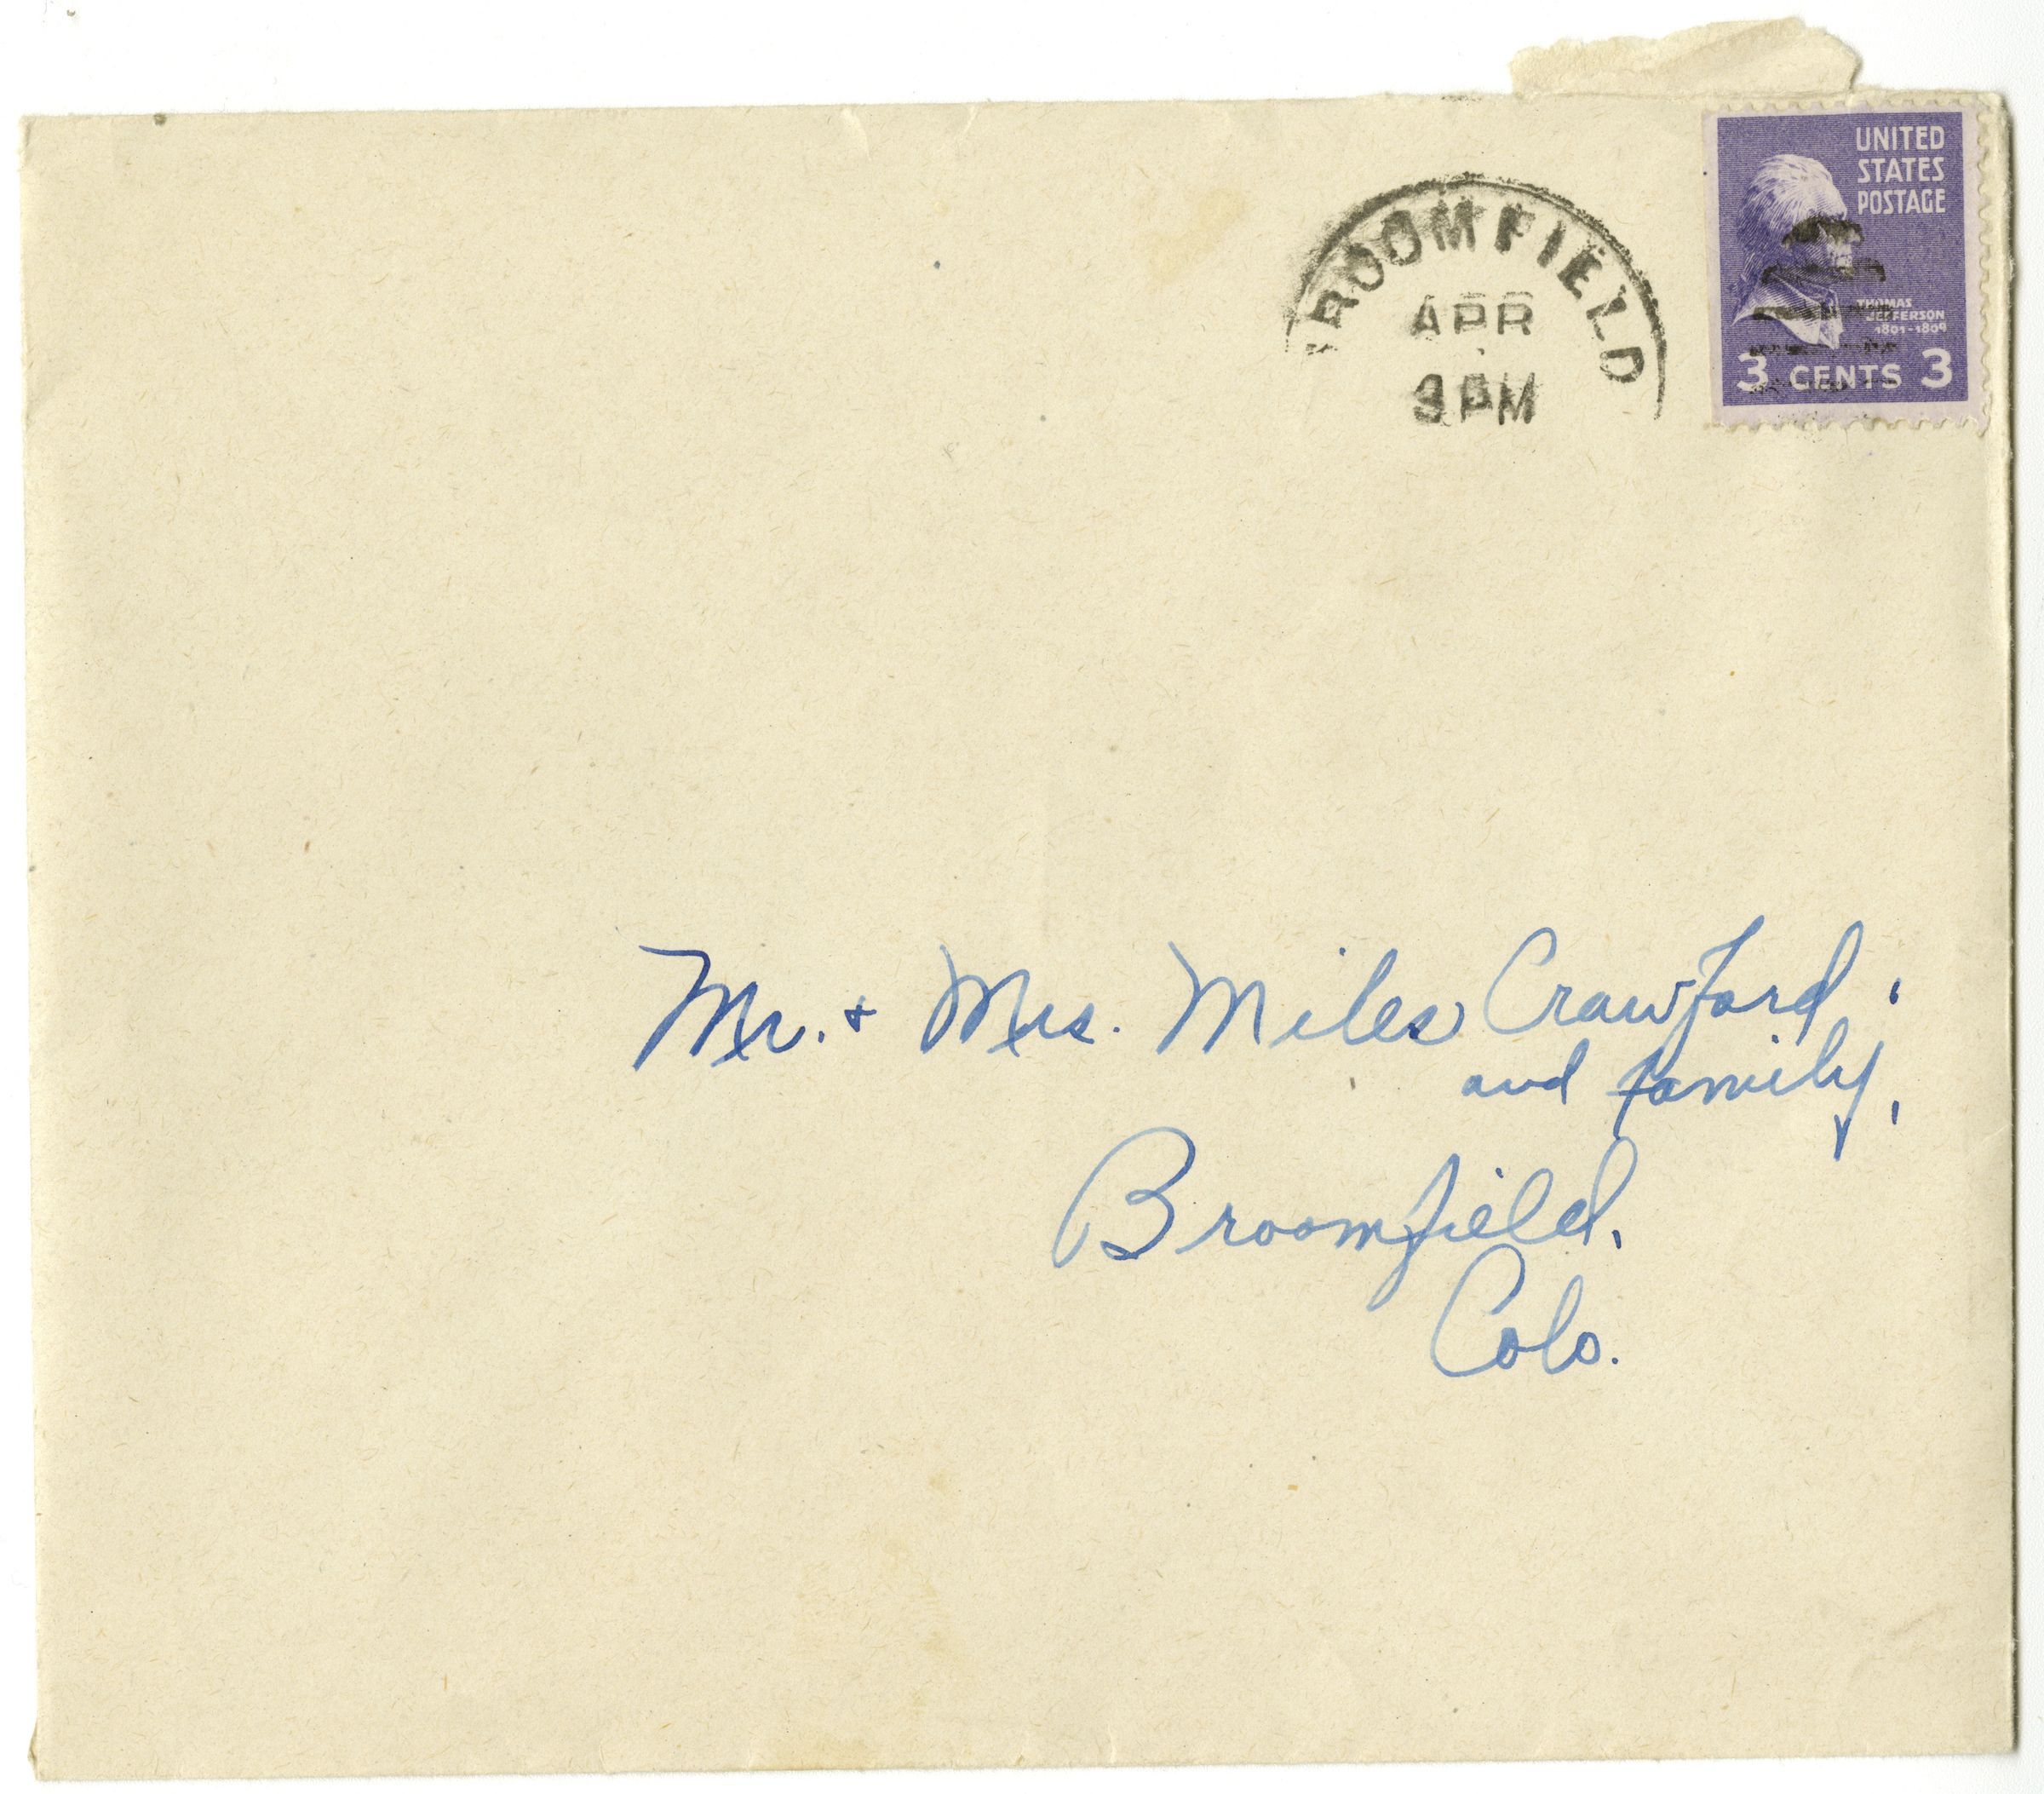 UNITED
STATES
POSTAGE
THOMAS
JEFFERSON
1801-1809
3 CENTS 3
BROOMFIELD
APR
3 PM
Mr. + Mrs. Miles Crawford,
and family,
Broomfield,
Colo.